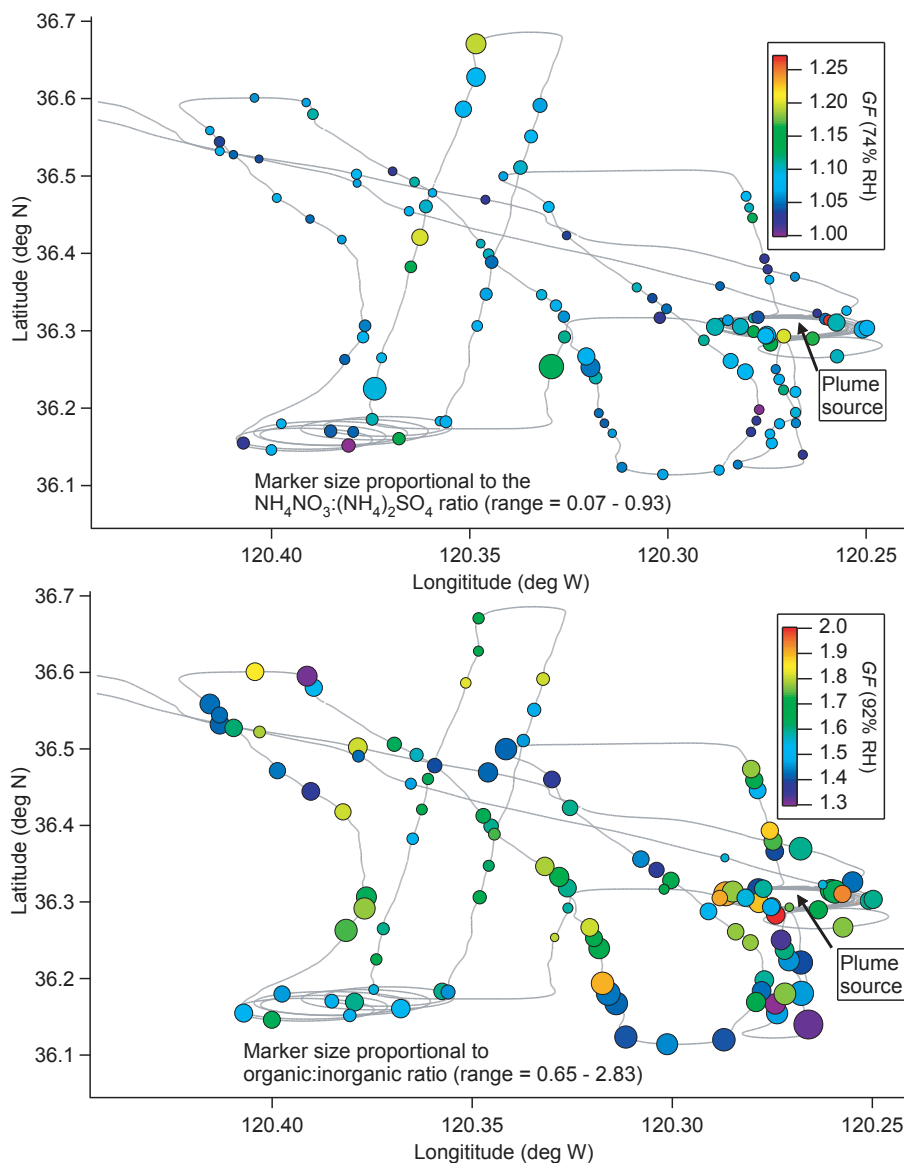 36.7
36.6
36.5
36.4
36.3
36.2
36.1
Latitude (deg N)
1.25
1.20
1.15
1.10
1.05
1.00
GF (74% RH)
Plume
source
Marker size proportional to the
NH4NO3:(NH4)2SO4 ratio (range = 0.07 - 0.93)
120.40
120.35
120.30
120.25
Longititude (deg W)
36.7
36.6
36.5
36.4
36.3
36.2
36.1
Latitude (deg N)
2.0
1.9
1.8
1.7
1.6
1.5
1.4
1.3
GF (92% RH)
Plume
source
Marker size proportional to
organic:inorganic ratio (range = 0.65 - 2.83)
120.40
120.35
120.30
120.25
Longititude (deg W)